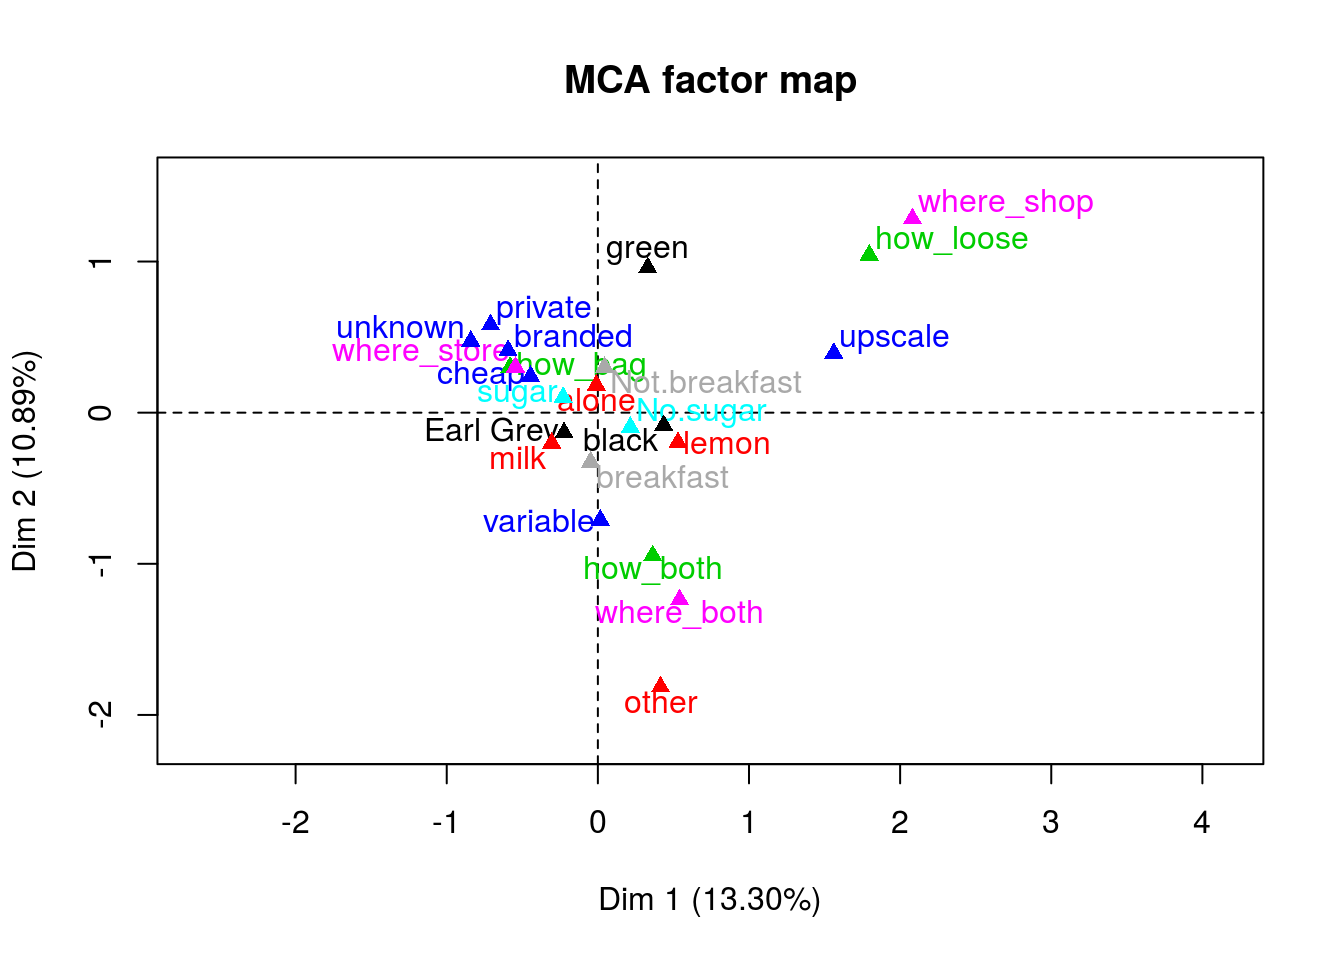 MCA factor map
where_shop
how_loose
green
private
unknown
branded
upscale
where_store
how_bag
cheap
Not.breakfast
sugar
alone
No.sugar
Earl Grey
black
lemon
milk
breakfast
variable
how_both
where_both
other
1
0
-1
-2
Dim 2 (10.89%)
-2
-1
0
1
2
3
4
Dim 1 (13.30%)